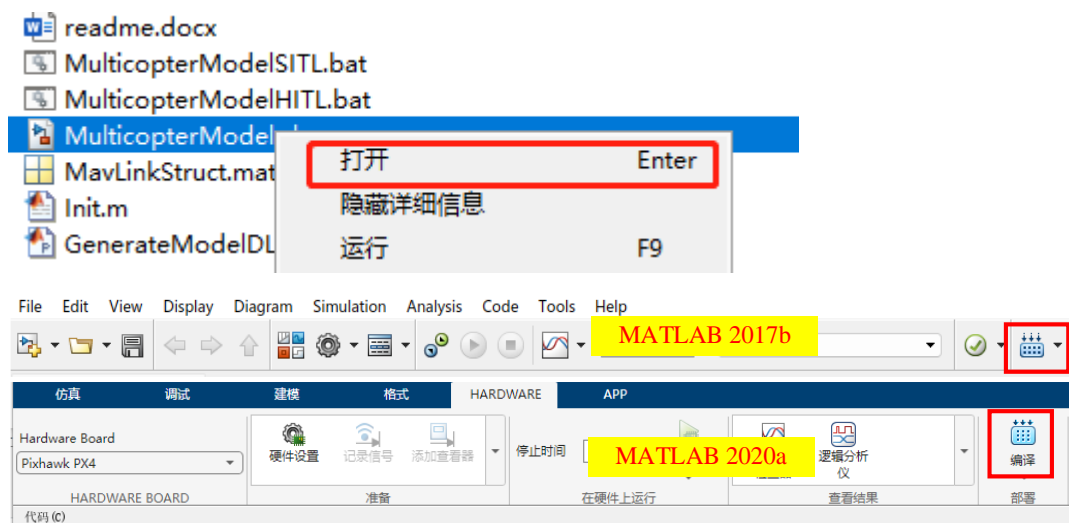 readme.docx
MulticopterModelSITL.bat
MulticopterModelHITL.bat
MulticopterModel
打开 Enter
MavLinkStruct.mat
隐藏详细信息
Init.m
GenerateModelDL
运行 F9
File Edit View Display Diagram Simulation Analysis Code Tools Help
MATLAB 2017b
仿真 调试 建模 格式 HARDWARE APP
Hardware Board
Pixhawk PX4
硬件设置 记录信号 添加查看器
停止时间
MATLAB 2020a
逻辑分析
仪
编译
HARDWARE BOARD 准备 在硬件上运行 查看结果 部署
代码(C)